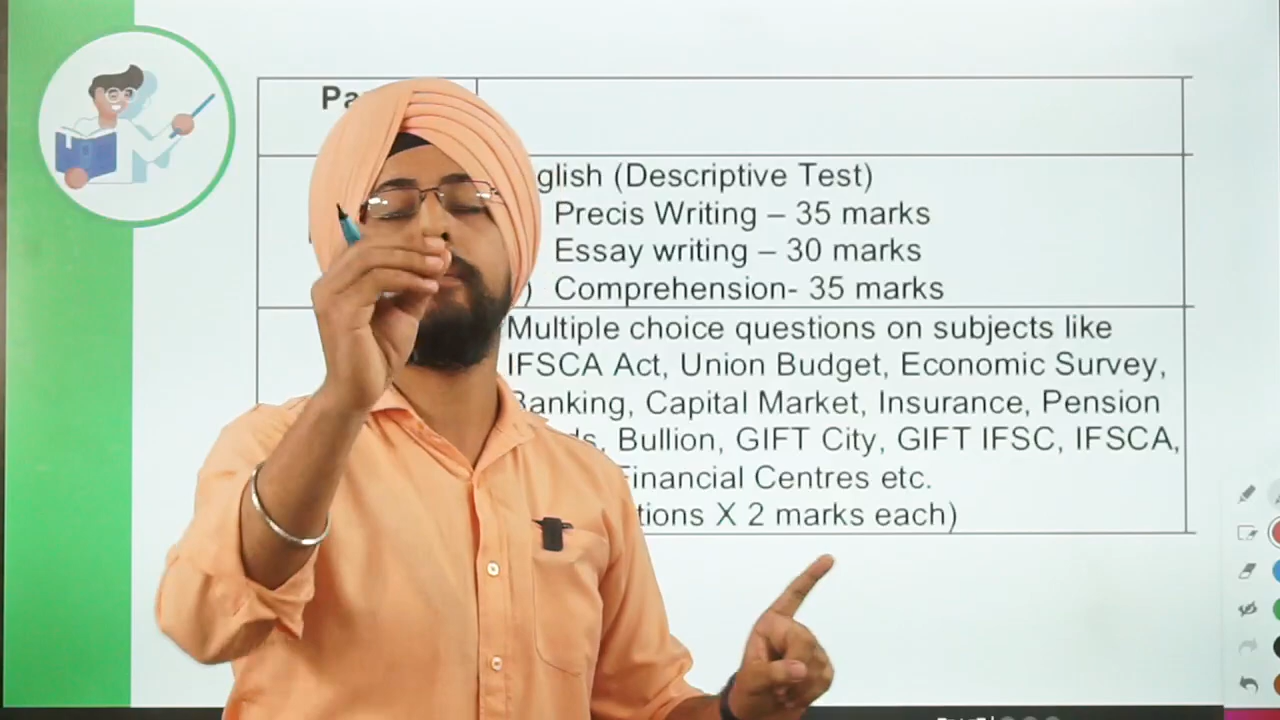 glish (Descriptive Test)
Precis Writing – 35 marks
Essay writing – 30 marks
) Comprehension- 35 marks
Multiple choice questions on subjects like
IFSCA Act, Union Budget, Economic Survey,
Banking, Capital Market, Insurance, Pension
Bullion, GIFT City, GIFT IFSC, IFSCA,
Financial Centres etc.
tions X 2 marks each)